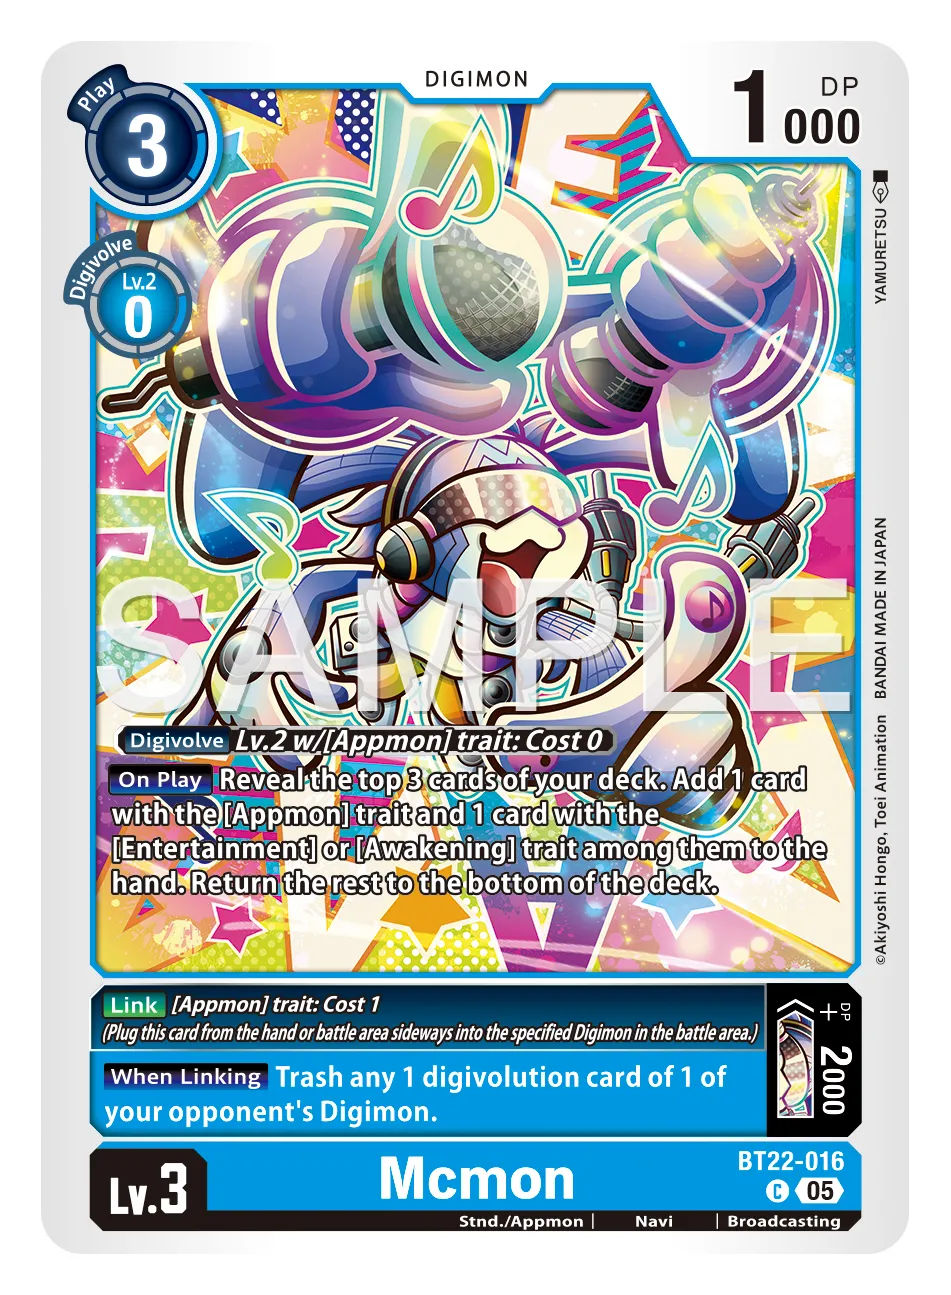 DIGIMON
Play
3
DP
1000
Digivolve
Lv.2
0
YAMURETSU
SAMPLE
Digivolve Lv.2 w/[Appmon] trait: Cost 0
On Play Reveal the top 3 cards of your deck. Add 1 card
with the [Appmon] trait and 1 card with the
[Entertainment] or [Awakening] trait among them to the
hand. Return the rest to the bottom of the deck.
©Akiyoshi Hongo, Toei Animation BANDAI MADE IN JAPAN
Link [Appmon] trait: Cost 1
(Plug this card from the hand or battle area sideways into the specified Digimon in the battle area.)
When Linking Trash any 1 digivolution card of 1 of
your opponent's Digimon.
DP
+2000
Lv.3
Mcmon
BT22-016
C 05
Stnd./Appmon | Navi | Broadcasting